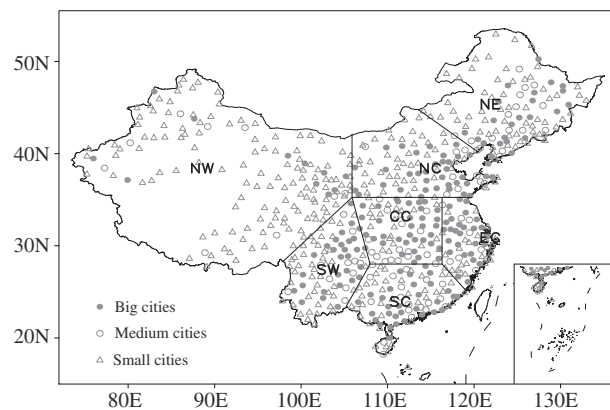 50N
NE
40N
NW
NC
CC
30N
EC
SW
SC
Big cities
Medium cities
20N
Small cities
80E 90E 100E 110E 120E 130E